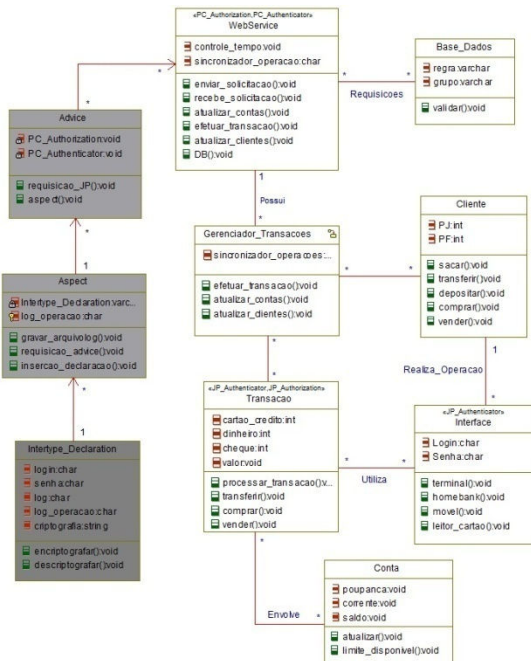 «PC_Authorization,PC_Authenticator»
WebService
controle_tempo:void
sincronizador_operacao:char
enviar_solicitacao():void
recebe_solicitacao():void
atualizar_contas():void
efetuar_transacao():void
atualizar_clientes():void
DB():void
Base_Dados
regra:varchar
grupo:varchar
validar():void
*
*
Requisicoes
*
*
Advice
PC_Authorization:void
PC_Authenticator:void
requisicao_JP():void
aspect():void
1
Possui
*
Gerenciador_Transacoes
sincronizador_operacoes:...
efetuar_transacao():void
atualizar_contas():void
atualizar_clientes():void
*
*
Cliente
PJ:int
PF:int
sacar():void
transferir():void
depositar():void
comprar():void
vender():void
*
1
Aspect
Intertype_Declaration:varc...
log_operacao:char
gravar_arquivolog():void
requisicao_advice():void
insercao_declaracao():void
1
Realiza_Operacao
*
*
*
«JP_Authenticator,JP_Authorization»
Transacao
cartao_credito:int
dinheiro:int
cheque:int
valor:void
processar_transacao():v...
transferir():void
comprar():void
vender():void
*
*
Utiliza
«JP_Authenticator»
Interface
Login:char
Senha:char
terminal():void
homebank():void
movel():void
leitor_cartao():void
*
1
Intertype_Declaration
login:char
senha:char
log:char
log_operacao:char
criptografia:string
encriptografar():void
descriptografar():void
*
Envolve
*
Conta
poupanca:void
corrente:void
saldo:void
atualizar():void
limite_disponivel():void